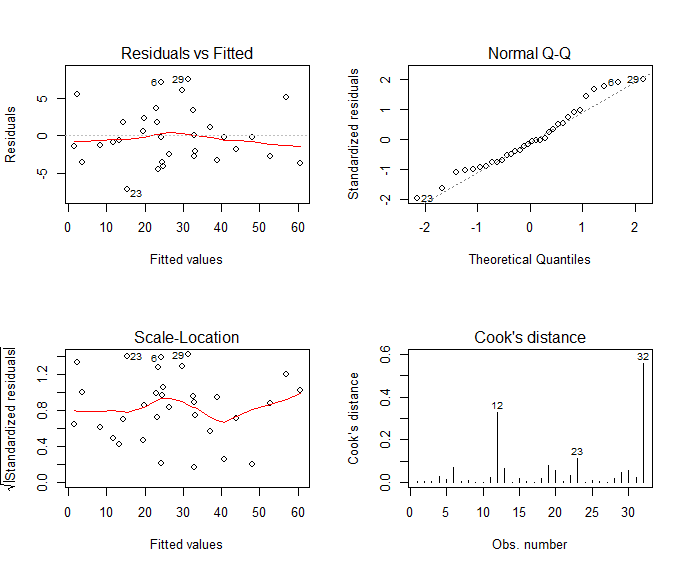 Residuals vs Fitted
Residuals
5
0
-5
6
29
23
0 10 20 30 40 50 60
Fitted values
Normal Q-Q
Standardized residuals
2
1
0
-1
-2
6
29
23
-2 -1 0 1 2
Theoretical Quantiles
Scale-Location
√|Standardized residuals|
1.2
0.8
0.4
0.0
23
6
29
0 10 20 30 40 50 60
Fitted values
Cook's distance
Cook's distance
0.6
0.4
0.2
0.0
12
23
32
0 5 10 15 20 25 30
Obs. number